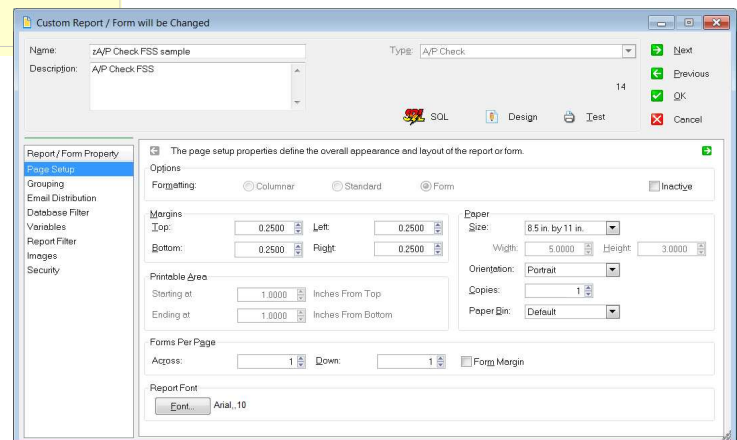 Custom Report / Form will be Changed
Name: zA/P Check FSS sample Type: A/P Check Next
Description: A/P Check FSS Previous
14
OK
SQL SQL Design Test Cancel
Report / Form Property
Page Setup
Grouping
Email Distribution
Database Filter
Variables
Report Filter
Images
Security
The page setup properties define the overall appearance and layout of the report or form.
Options
Formatting: Columnar Standard Form Inactive
Margins
Top: 0.2500 Left: 0.2500
Bottom: 0.2500 Right: 0.2500
Paper
Size: 8.5 in. by 11 in.
Width: 5.0000 Height: 3.0000
Orientation: Portrait
Copies: 1
Paper Bin: Default
Printable Area
Starting at 1.0000 Inches From Top
Ending at 1.0000 Inches From Bottom
Forms Per Page
Across: 1 Down: 1 Form Margin
Report Font
Font... Arial,,10